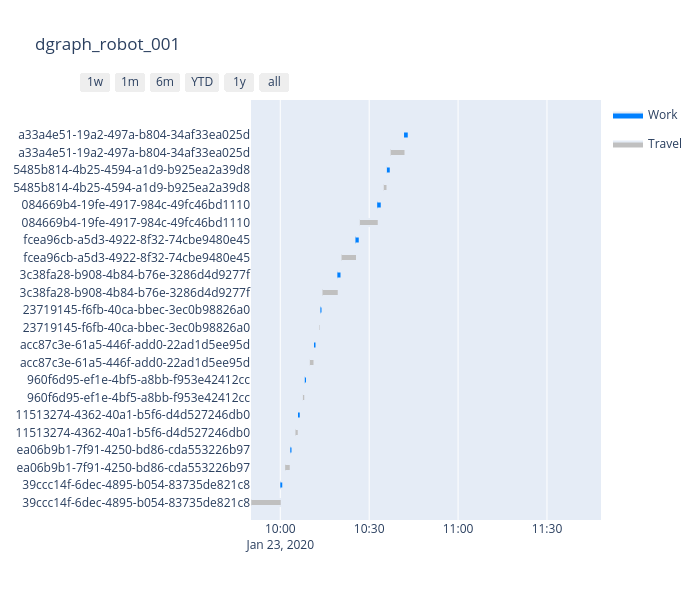 dgraph_robot_001
1w 1m 6m YTD 1y all
Work
Travel
a33a4e51-19a2-497a-b804-34af33ea025d
a33a4e51-19a2-497a-b804-34af33ea025d
5485b814-4b25-4594-a1d9-b925ea2a39d8
5485b814-4b25-4594-a1d9-b925ea2a39d8
084669b4-19fe-4917-984c-49fc46bd1110
084669b4-19fe-4917-984c-49fc46bd1110
fcea96cb-a5d3-4922-8f32-74cbe9480e45
fcea96cb-a5d3-4922-8f32-74cbe9480e45
3c38fa28-b908-4b84-b76e-3286d4d9277f
3c38fa28-b908-4b84-b76e-3286d4d9277f
23719145-f6fb-40ca-bbec-3ec0b98826a0
23719145-f6fb-40ca-bbec-3ec0b98826a0
acc87c3e-61a5-446f-add0-22ad1d5ee95d
acc87c3e-61a5-446f-add0-22ad1d5ee95d
960f6d95-ef1e-4bf5-a8bb-f953e42412cc
960f6d95-ef1e-4bf5-a8bb-f953e42412cc
11513274-4362-40a1-b5f6-d4d527246db0
11513274-4362-40a1-b5f6-d4d527246db0
ea06b9b1-7f91-4250-bd86-cda553226b97
ea06b9b1-7f91-4250-bd86-cda553226b97
39ccc14f-6dec-4895-b054-83735de821c8
39ccc14f-6dec-4895-b054-83735de821c8
10:00 10:30 11:00 11:30
Jan 23, 2020